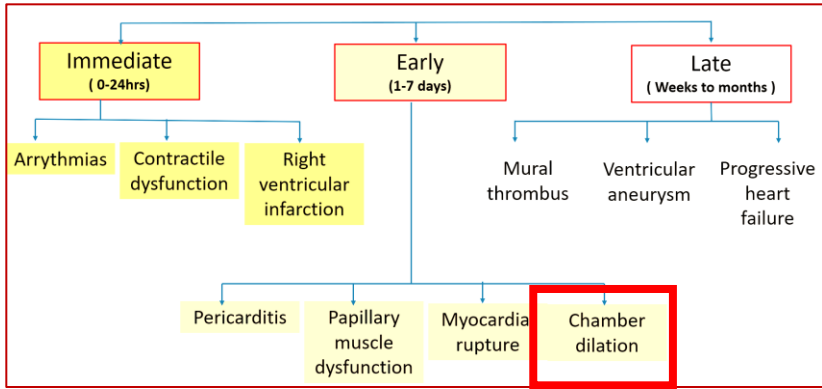 Immediate
( 0-24hrs)
Early
(1-7 days)
Late
( Weeks to months )
Arrythmias
Contractile
dysfunction
Right
ventricular
infarction
Mural
thrombus
Ventricular
aneurysm
Progressive
heart
failure
Pericarditis
Papillary
muscle
dysfunction
Myocardia
rupture
Chamber
dilation